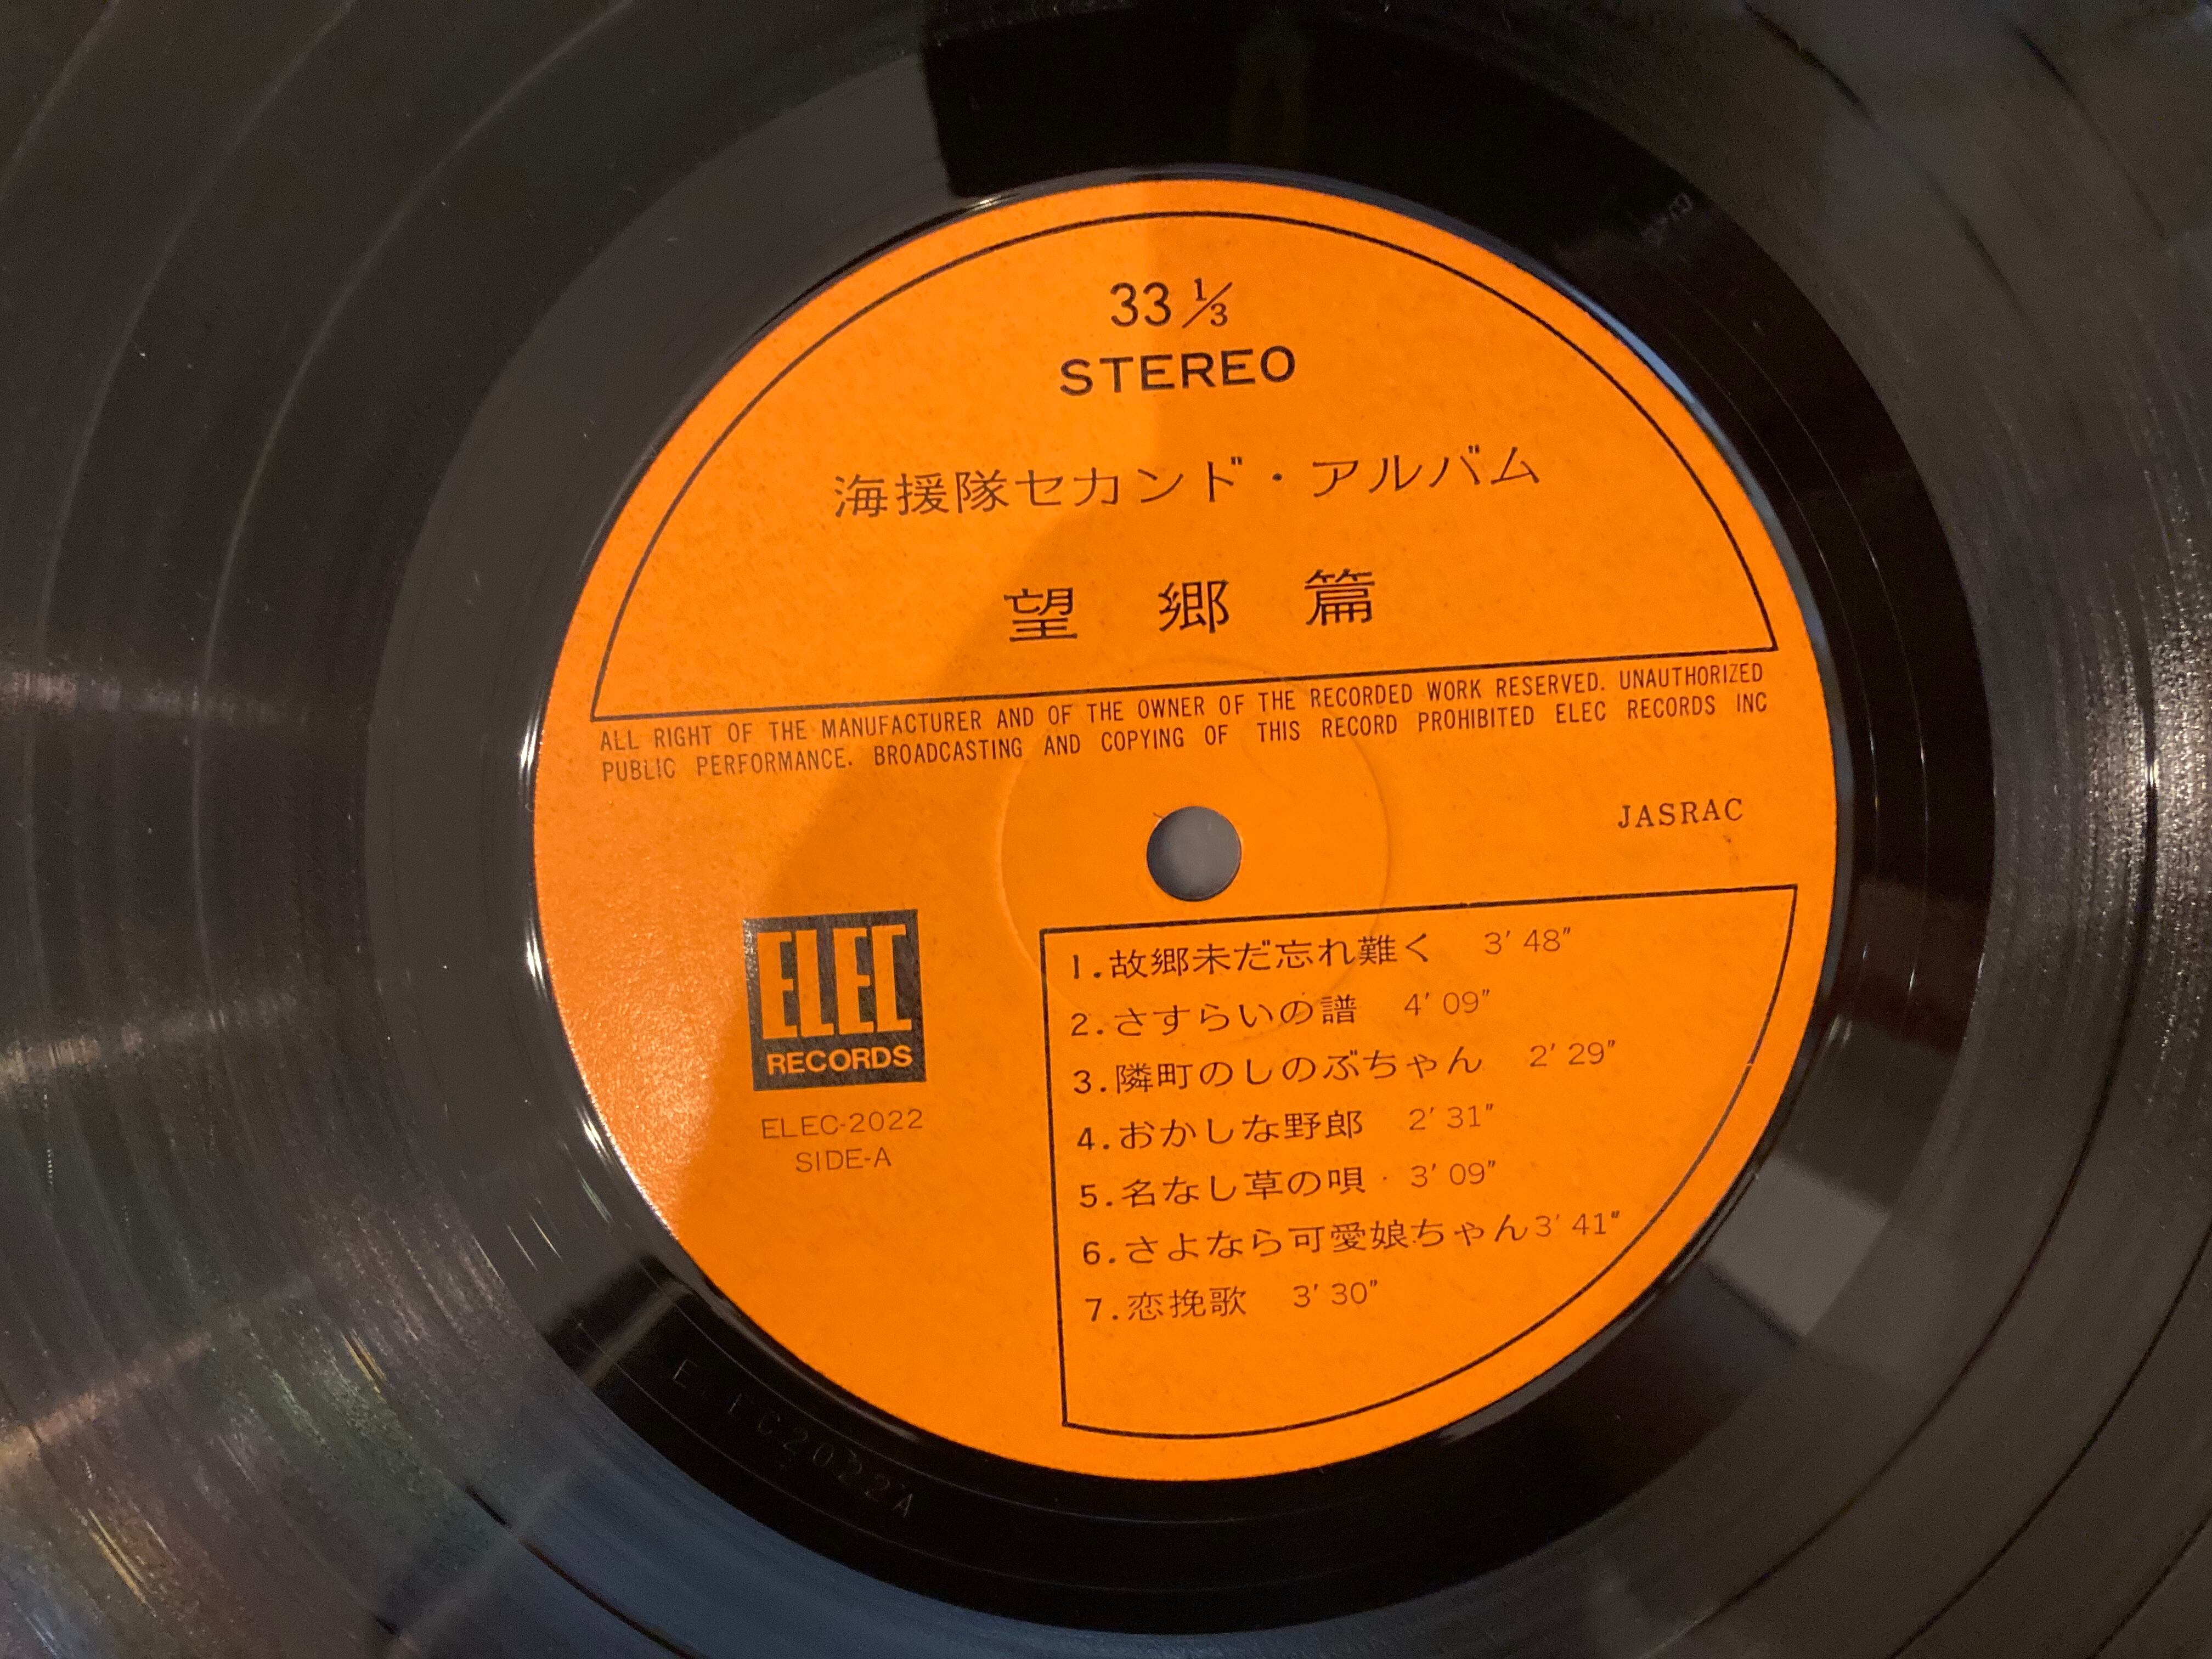 33 1/3
STEREO
海援隊セカンド・アルバム
望 郷 篇
ALL RIGHT OF THE MANUFACTURER AND OF THE OWNER OF THE RECORDED WORK RESERVED. UNAUTHORIZED
PUBLIC PERFORMANCE. BROADCASTING AND COPYING OF THIS RECORD PROHIBITED ELEC RECORDS INC
JASRAC
ELEC
RECORDS
ELEC-2022
SIDE-A
1.故郷未だ忘れ難く 3′48″
2.さすらいの譜 4′09″
3.隣町のしのぶちゃん 2′29″
4.おかしな野郎 2′31″
5.名なし草の唄 3′09″
6.さよなら可愛娘ちゃん3′41″
7.恋挽歌 3′30″